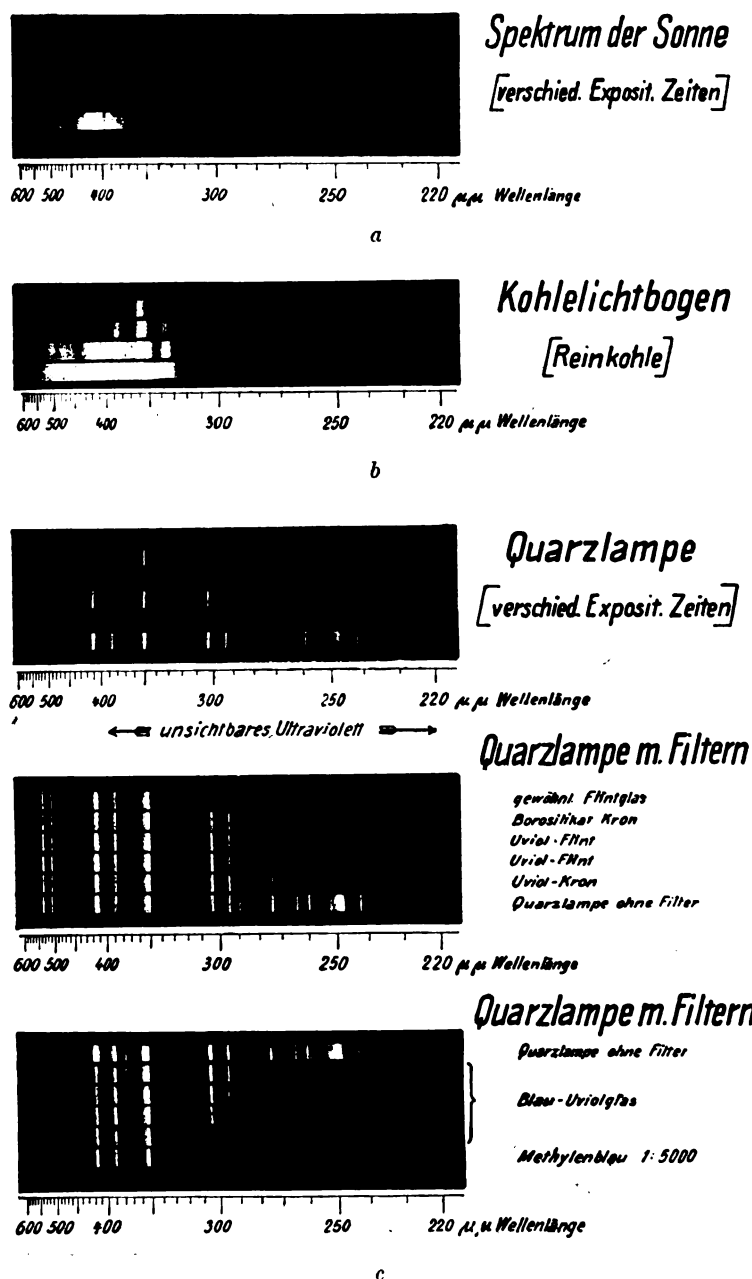 Spektrum der Sonne
[verschied. Exposit. Zeiten]
600 500 400 300 250 220 µµ Wellenlänge
a
Kohlelichtbogen
[Reinkohle]
600 500 400 300 250 220 µµ Wellenlänge
b
Quarzlampe
[verschied. Exposit. Zeiten]
600 500 400 300 250 220 µµ Wellenlänge
unsichtbares Ultraviolett
Quarzlampe m. Filtern
gewöhnl. Flintglas
Borosilikat Kron
Uviol-Flint
Uviol-Flint
Uviol-Kron
Quarzlampe ohne Filter
600 500 400 300 250 220 µµ Wellenlänge
Quarzlampe m. Filtern
Quarzlampe ohne Filter
Blau-Uviolglas
Methylenblau 1:5000
600 500 400 300 250 220 µ,u Wellenlänge
c